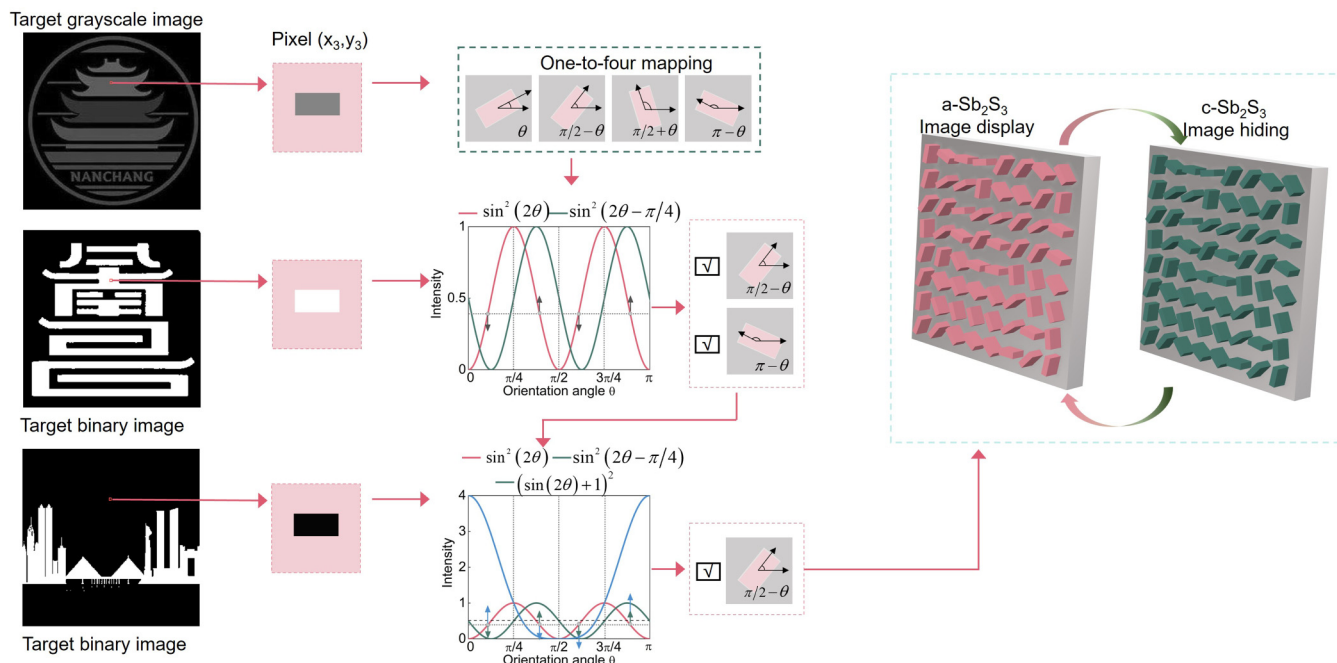 Target grayscale image
NANCHANG
Pixel (x₃,y₃)
One-to-four mapping
θ
π/2−θ
π/2+θ
π−θ
Target binary image
sin² (2θ) sin² (2θ−π/4)
Intensity
1
0.5
0
0 π/4 π/2 3π/4 π
Orientation angle θ
√
π/2−θ
√
π−θ
Target binary image
sin² (2θ) sin² (2θ−π/4)
(sin(2θ)+1)²
Intensity
4
3
2
1
0
0 π/4 π/2 3π/4 π
Orientation angle θ
√
π/2−θ
a-Sb₂S₃
Image display
c-Sb₂S₃
Image hiding